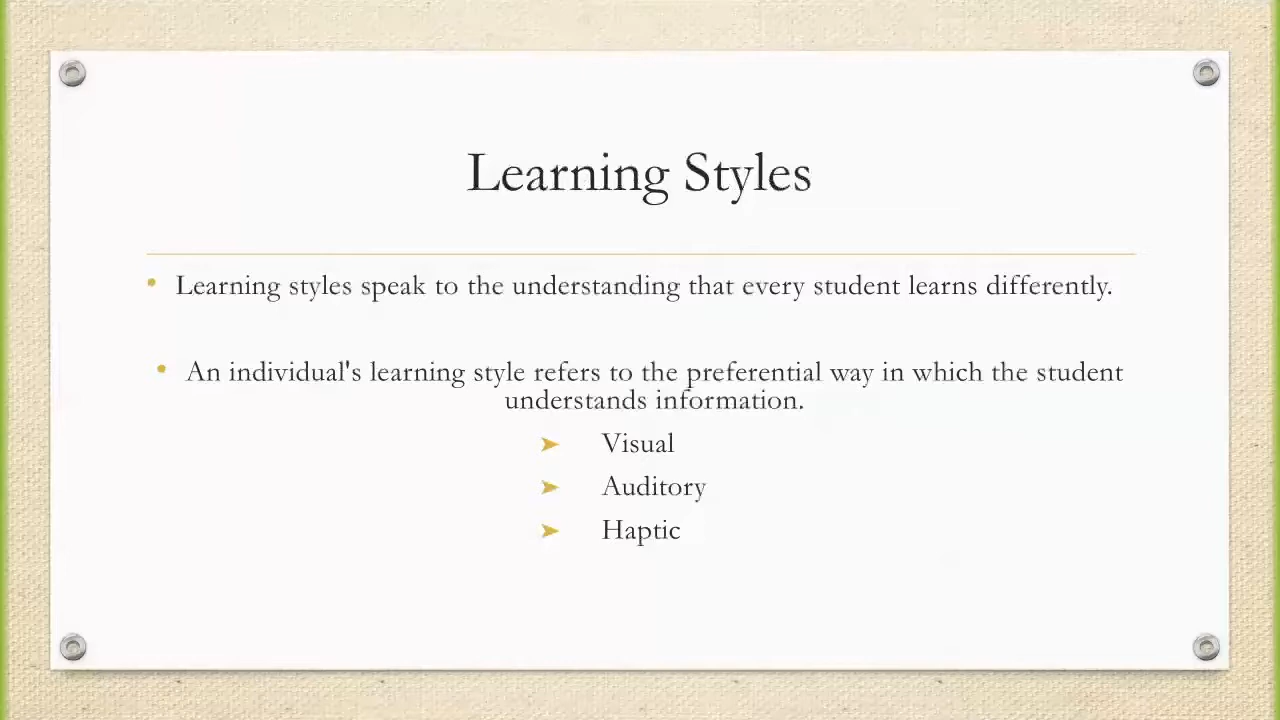 Learning Styles
• Learning styles speak to the understanding that every student learns differently.
• An individual's learning style refers to the preferential way in which the student
understands information.
➤ Visual
➤ Auditory
➤ Haptic